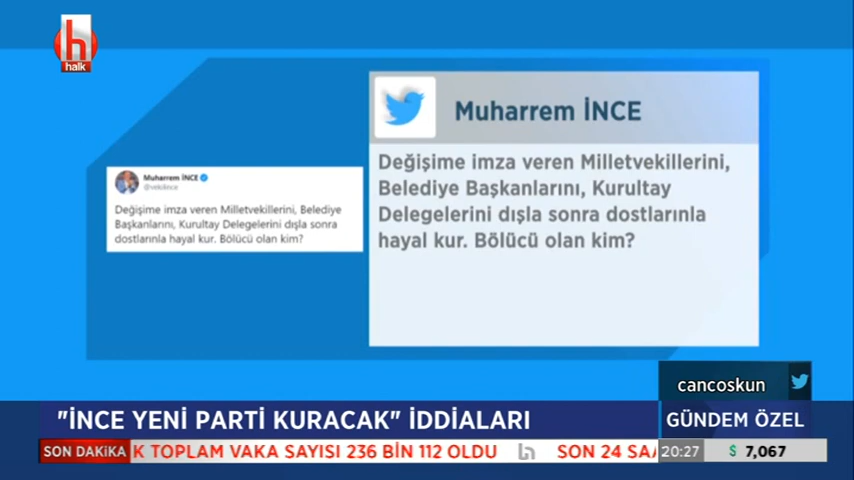 h
halk
Muharrem İNCE
Değişime imza veren Milletvekillerini,
Belediye Başkanlarını, Kurultay
Delegelerini dışla sonra dostlarınla
hayal kur. Bölücü olan kim?
Muharrem İNCE
@vekilince
Değişime imza veren Milletvekillerini, Belediye
Başkanlarını, Kurultay Delegelerini dışla sonra
dostlarınla hayal kur. Bölücü olan kim?
cancoskun
"İNCE YENİ PARTİ KURACAK" İDDİALARI
GÜNDEM ÖZEL
SON DAKİKA K TOPLAM VAKA SAYISI 236 BİN 112 OLDU h SON 24 SAA 20:27 $ 7,067